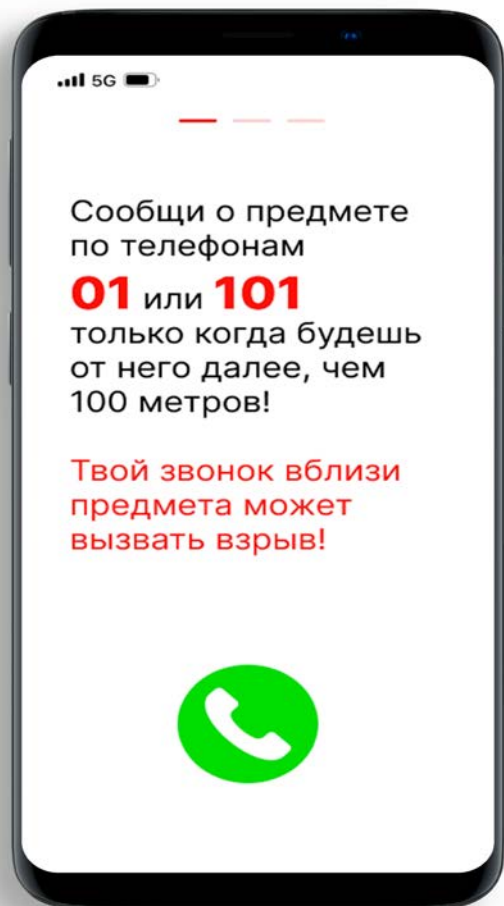 5G
Сообщи о предмете
по телефонам
01 или 101
только когда будешь
от него далее, чем
100 метров!
Твой звонок вблизи
предмета может
вызвать взрыв!